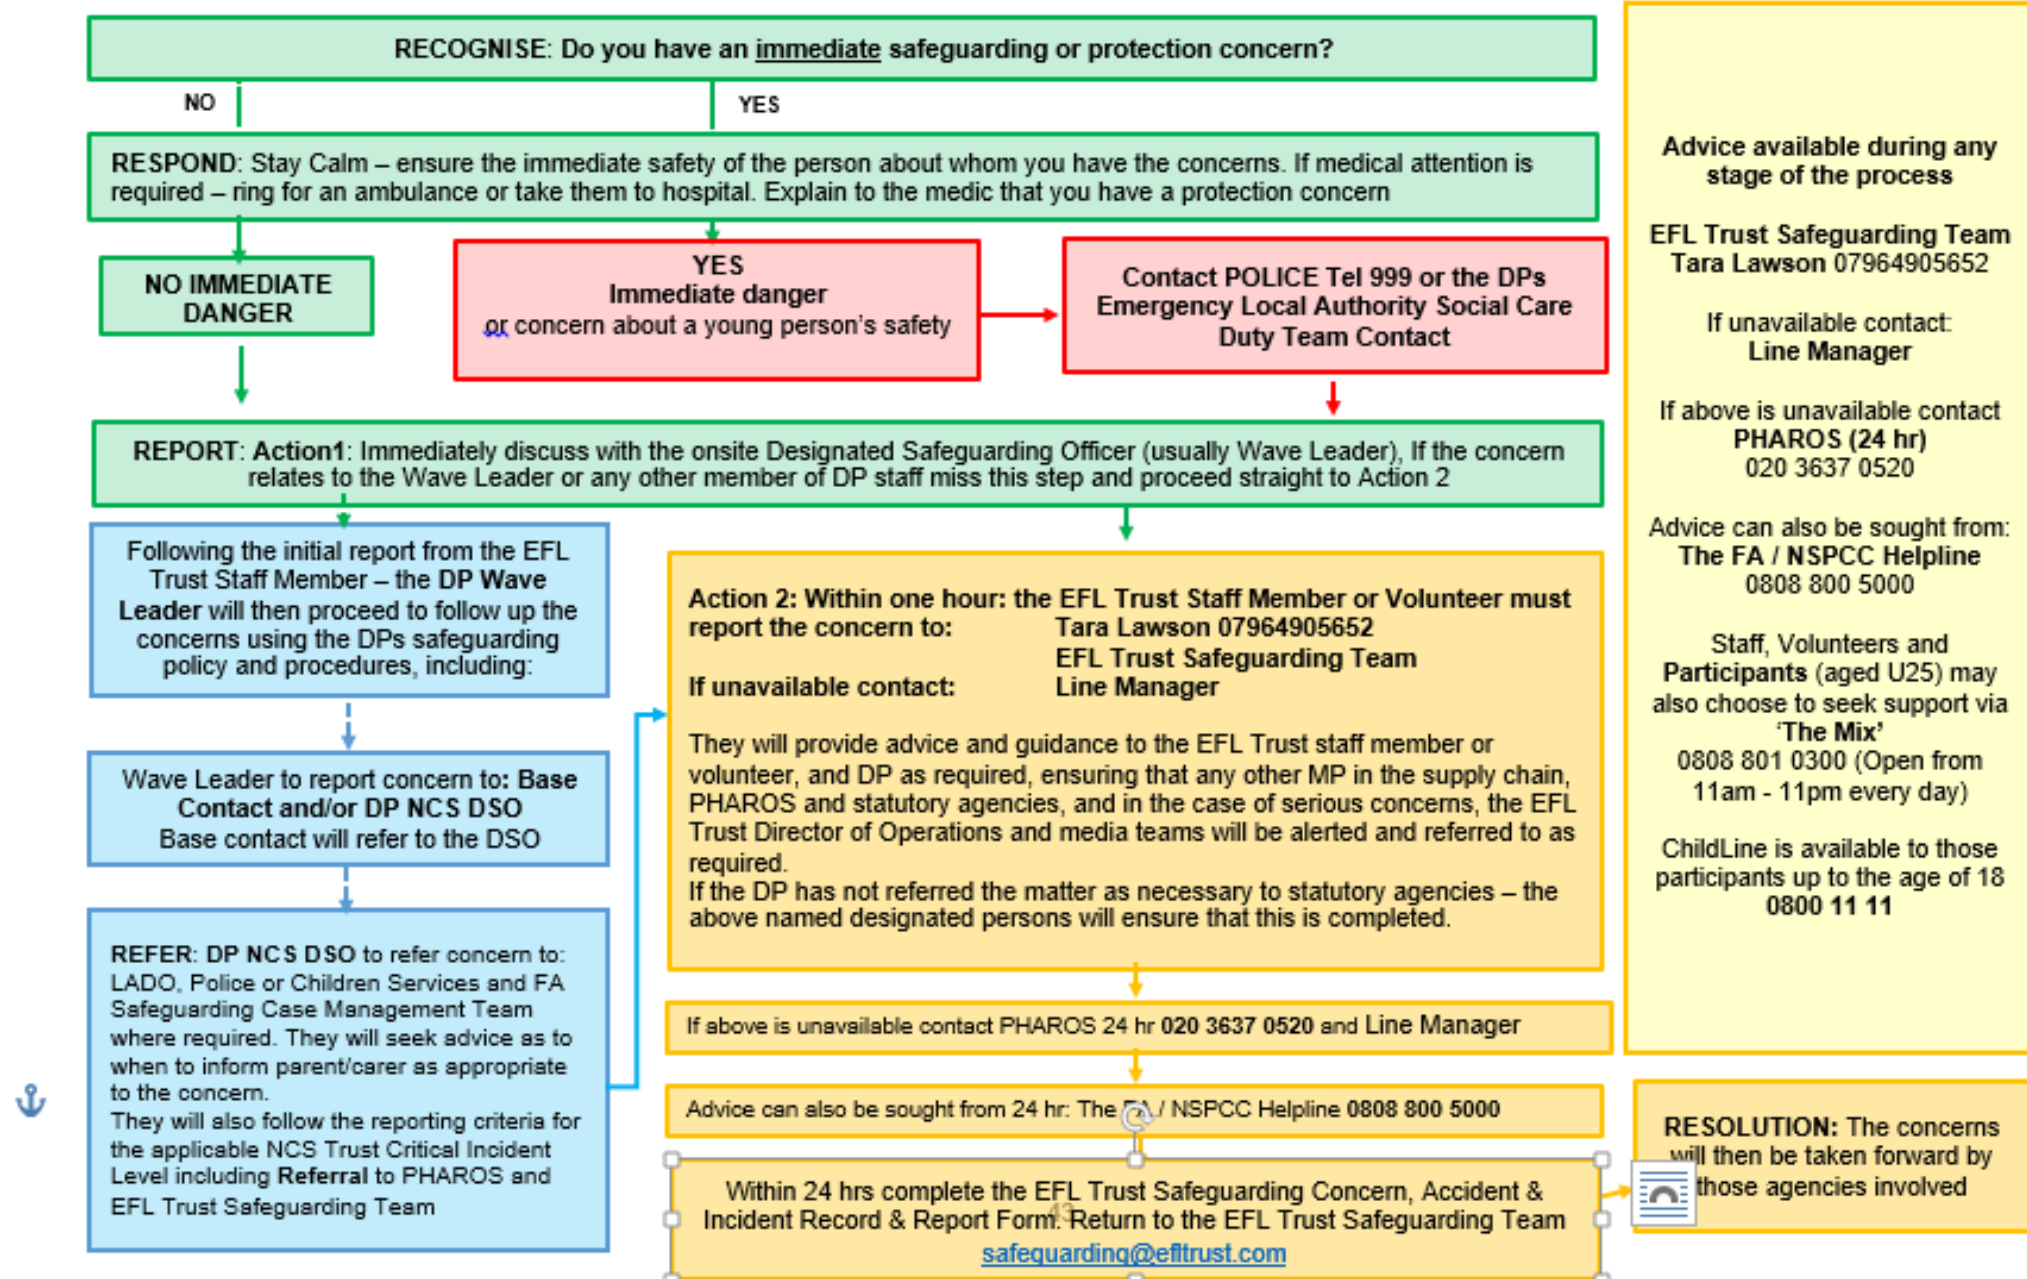 RECOGNISE: Do you have an immediate safeguarding or protection concern?
NO
YES
RESPOND: Stay Calm – ensure the immediate safety of the person about whom you have the concerns. If medical attention is
required – ring for an ambulance or take them to hospital. Explain to the medic that you have a protection concern
NO IMMEDIATE
DANGER
YES
Immediate danger
or concern about a young person's safety
Contact POLICE Tel 999 or the DPs
Emergency Local Authority Social Care
Duty Team Contact
REPORT: Action1: Immediately discuss with the onsite Designated Safeguarding Officer (usually Wave Leader), If the concern
relates to the Wave Leader or any other member of DP staff miss this step and proceed straight to Action 2
Following the initial report from the EFL
Trust Staff Member – the DP Wave
Leader will then proceed to follow up the
concerns using the DPs safeguarding
policy and procedures, including:
Wave Leader to report concern to: Base
Contact and/or DP NCS DSO
Base contact will refer to the DSO
REFER: DP NCS DSO to refer concern to:
LADO, Police or Children Services and FA
Safeguarding Case Management Team
where required. They will seek advice as to
when to inform parent/carer as appropriate
to the concern.
They will also follow the reporting criteria for
the applicable NCS Trust Critical Incident
Level including Referral to PHAROS and
EFL Trust Safeguarding Team
Action 2: Within one hour: the EFL Trust Staff Member or Volunteer must
report the concern to: Tara Lawson 07964905652
EFL Trust Safeguarding Team
If unavailable contact: Line Manager
They will provide advice and guidance to the EFL Trust staff member or
volunteer, and DP as required, ensuring that any other MP in the supply chain,
PHAROS and statutory agencies, and in the case of serious concerns, the EFL
Trust Director of Operations and media teams will be alerted and referred to as
required.
If the DP has not referred the matter as necessary to statutory agencies – the
above named designated persons will ensure that this is completed.
If above is unavailable contact PHAROS 24 hr 020 3637 0520 and Line Manager
Advice can also be sought from 24 hr: The FA / NSPCC Helpline 0808 800 5000
Within 24 hrs complete the EFL Trust Safeguarding Concern, Accident &
Incident Record & Report Form. Return to the EFL Trust Safeguarding Team
safeguarding@efltrust.com
43
Advice available during any
stage of the process
EFL Trust Safeguarding Team
Tara Lawson 07964905652
If unavailable contact:
Line Manager
If above is unavailable contact
PHAROS (24 hr)
020 3637 0520
Advice can also be sought from:
The FA / NSPCC Helpline
0808 800 5000
Staff, Volunteers and
Participants (aged U25) may
also choose to seek support via
'The Mix'
0808 801 0300 (Open from
11am - 11pm every day)
ChildLine is available to those
participants up to the age of 18
0800 11 11
RESOLUTION: The concerns
will then be taken forward by
those agencies involved